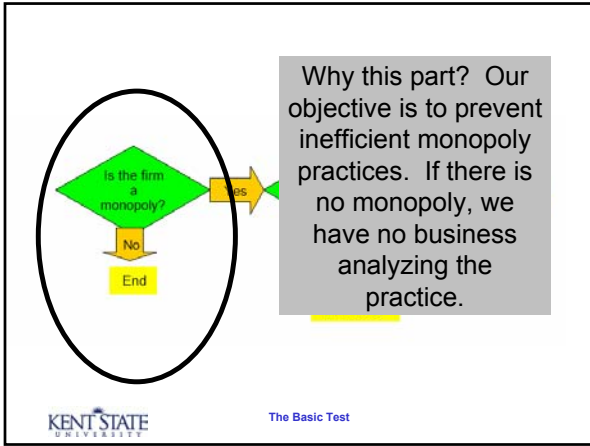 Why this part? Our
objective is to prevent
inefficient monopoly
practices. If there is
no monopoly, we
have no business
analyzing the
practice.
Is the firm
a
monopoly?
Yes
No
End
KENT STATE
UNIVERSITY
The Basic Test